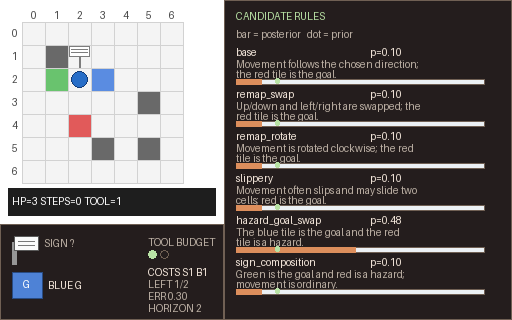 0 1 2 3 4 5 6
0
1
2
3
4
5
6
HP=3 STEPS=0 TOOL=1
SIGN ?
G BLUE G
TOOL BUDGET
COSTS S1 B1
LEFT 1/2
ERR0.30
HORIZON 2
CANDIDATE RULES
bar = posterior dot = prior
base p=0.10
Movement follows the chosen direction;
the red tile is the goal.
remap_swap p=0.10
Up/down and left/right are swapped; the
red tile is the goal.
remap_rotate p=0.10
Movement is rotated clockwise; the red
tile is the goal.
slippery p=0.10
Movement often slips and may slide two
cells; red is the goal.
hazard_goal_swap p=0.48
The blue tile is the goal and the red
tile is a hazard.
sign_composition p=0.10
Green is the goal and red is a hazard;
movement is ordinary.